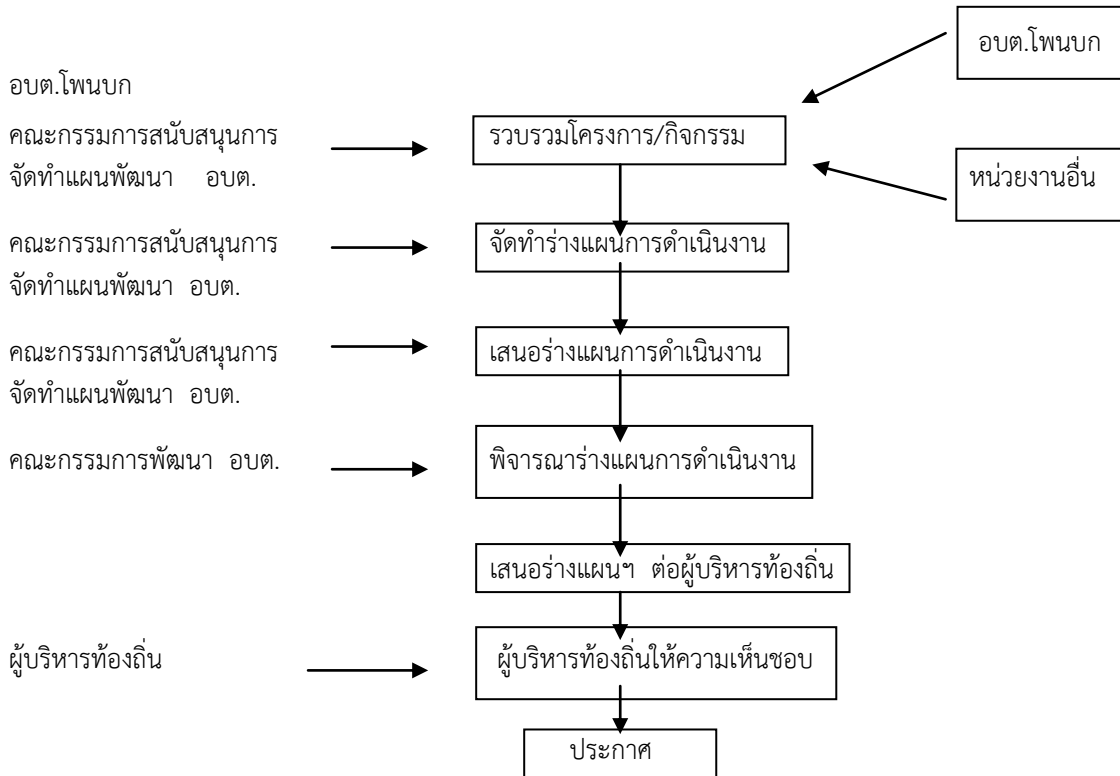 อบต.โพนบก
อบต.โพนบก
คณะกรรมการสนับสนุนการ
จัดทำแผนพัฒนา อบต.
รวบรวมโครงการ/กิจกรรม
หน่วยงานอื่น
คณะกรรมการสนับสนุนการ
จัดทำแผนพัฒนา อบต.
จัดทำร่างแผนการดำเนินงาน
คณะกรรมการสนับสนุนการ
จัดทำแผนพัฒนา อบต.
เสนอร่างแผนการดำเนินงาน
คณะกรรมการพัฒนา อบต.
พิจารณาร่างแผนการดำเนินงาน
เสนอร่างแผนฯ ต่อผู้บริหารท้องถิ่น
ผู้บริหารท้องถิ่น
ผู้บริหารท้องถิ่นให้ความเห็นชอบ
ประกาศ